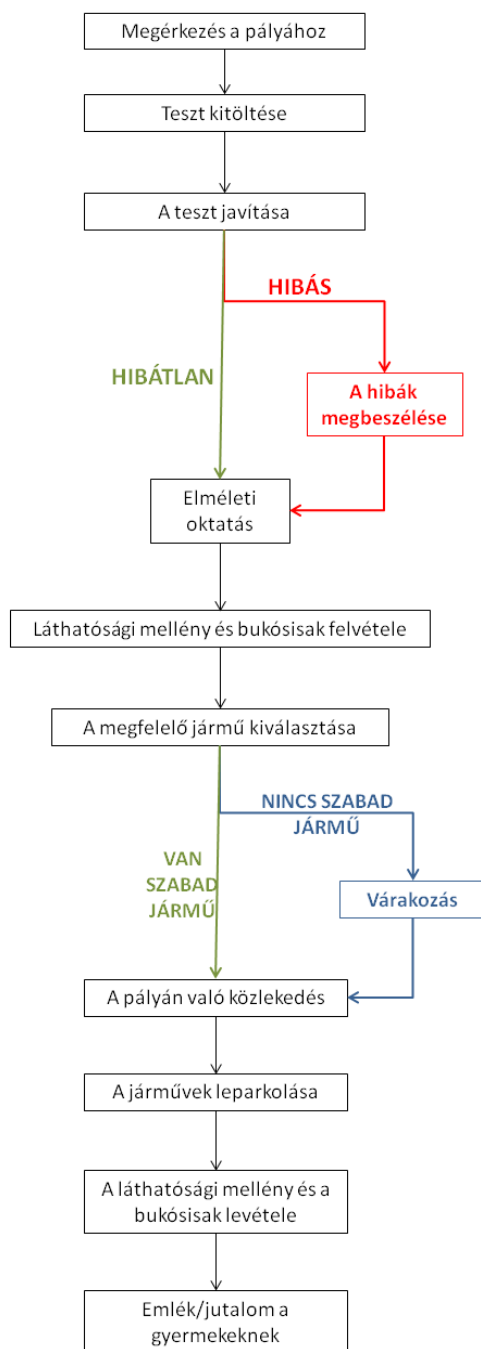 Megérkezés a pályához
Teszt kitöltése
A teszt javítása
HIBÁS
HIBÁTLAN
A hibák
megbeszélése
Elméleti
oktatás
Láthatósági mellény és bukósisak felvétele
A megfelelő jármű kiválasztása
NINCS SZABAD
JÁRMŰ
VAN
SZABAD
JÁRMŰ
Várakozás
A pályán való közlekedés
A járművek leparkolása
A láthatósági mellény és a
bukósisak levétele
Emlék/jutalom a
gyermekeknek